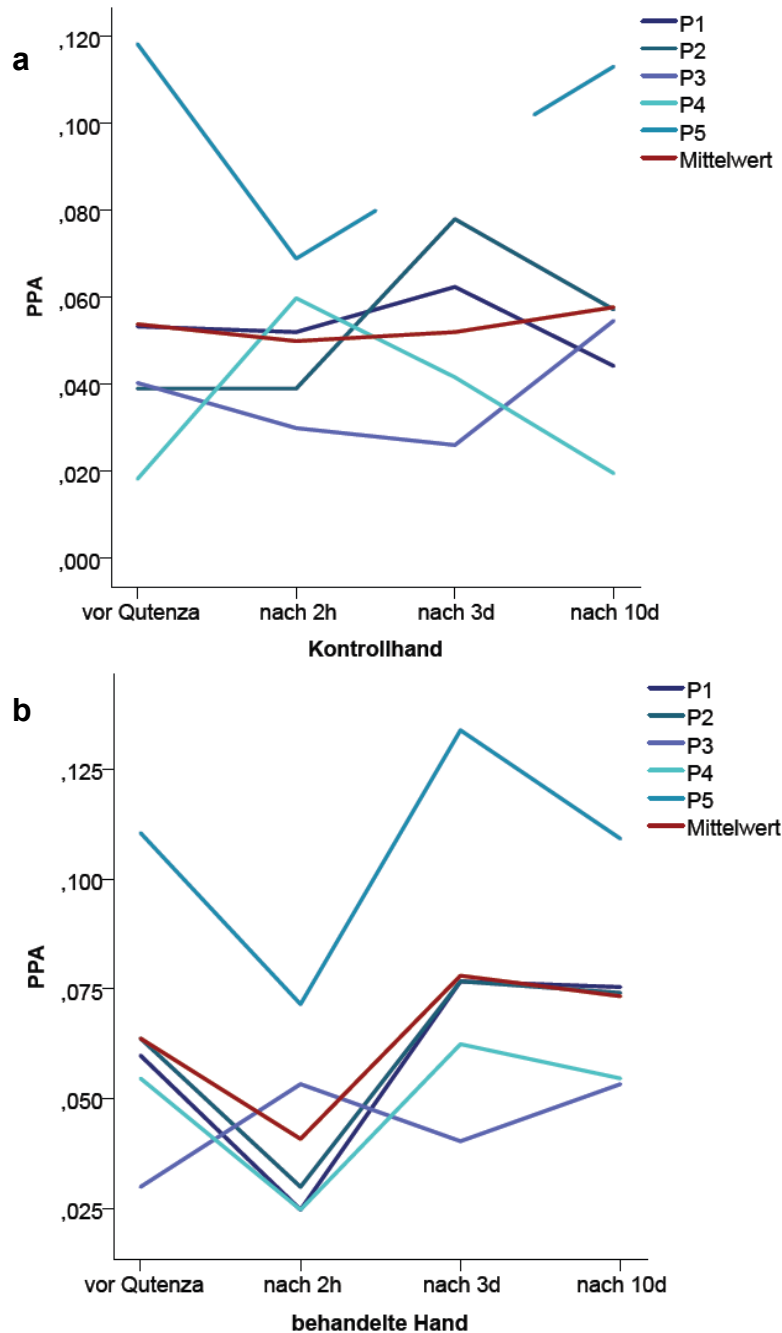 a
,120
,100
,080
,060
,040
,020
,000
PPA
vor Qutenza nach 2h nach 3d nach 10d
Kontrollhand
P1
P2
P3
P4
P5
Mittelwert
b
,125
,100
,075
,050
,025
PPA
vor Qutenza nach 2h nach 3d nach 10d
behandelte Hand
P1
P2
P3
P4
P5
Mittelwert